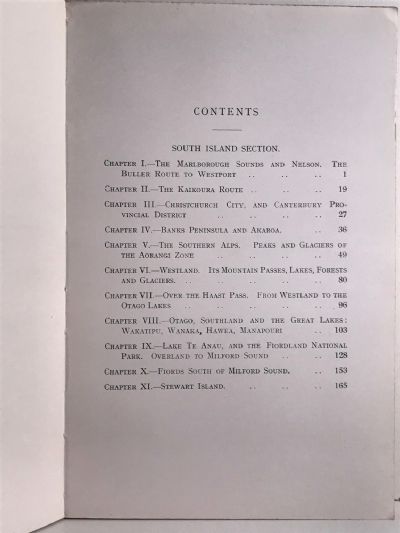 CONTENTS
SOUTH ISLAND SECTION.
CHAPTER I.—THE MARLBOROUGH SOUNDS AND NELSON. THE
BULLER ROUTE TO WESTPORT .. .. .. 1
CHAPTER II.—THE KAIKOURA ROUTE .. .. .. 19
CHAPTER III.—CHRISTCHURCH CITY, AND CANTERBURY PRO-
VINCIAL DISTRICT .. .. .. .. 27
CHAPTER IV.—BANKS PENINSULA AND AKAROA. .. .. 36
CHAPTER V.—THE SOUTHERN ALPS. PEAKS AND GLACIERS OF
THE AORANGI ZONE .. .. .. .. 49
CHAPTER VI.—WESTLAND. ITS MOUNTAIN PASSES, LAKES, FORESTS
AND GLACIERS. .. .. .. .. .. 80
CHAPTER VII.—OVER THE HAAST PASS. FROM WESTLAND TO THE
OTAGO LAKES .. .. .. .. .. 96
CHAPTER VIII.—OTAGO, SOUTHLAND AND THE GREAT LAKES:
WAKATIPU, WANAKA, HAWEA, MANAPOURI .. .. 103
CHAPTER IX.—LAKE TE ANAU, AND THE FIORDLAND NATIONAL
PARK. OVERLAND TO MILFORD SOUND .. .. 128
CHAPTER X.—FIORDS SOUTH OF MILFORD SOUND. .. 153
CHAPTER XI.—STEWART ISLAND. .. .. .. 165